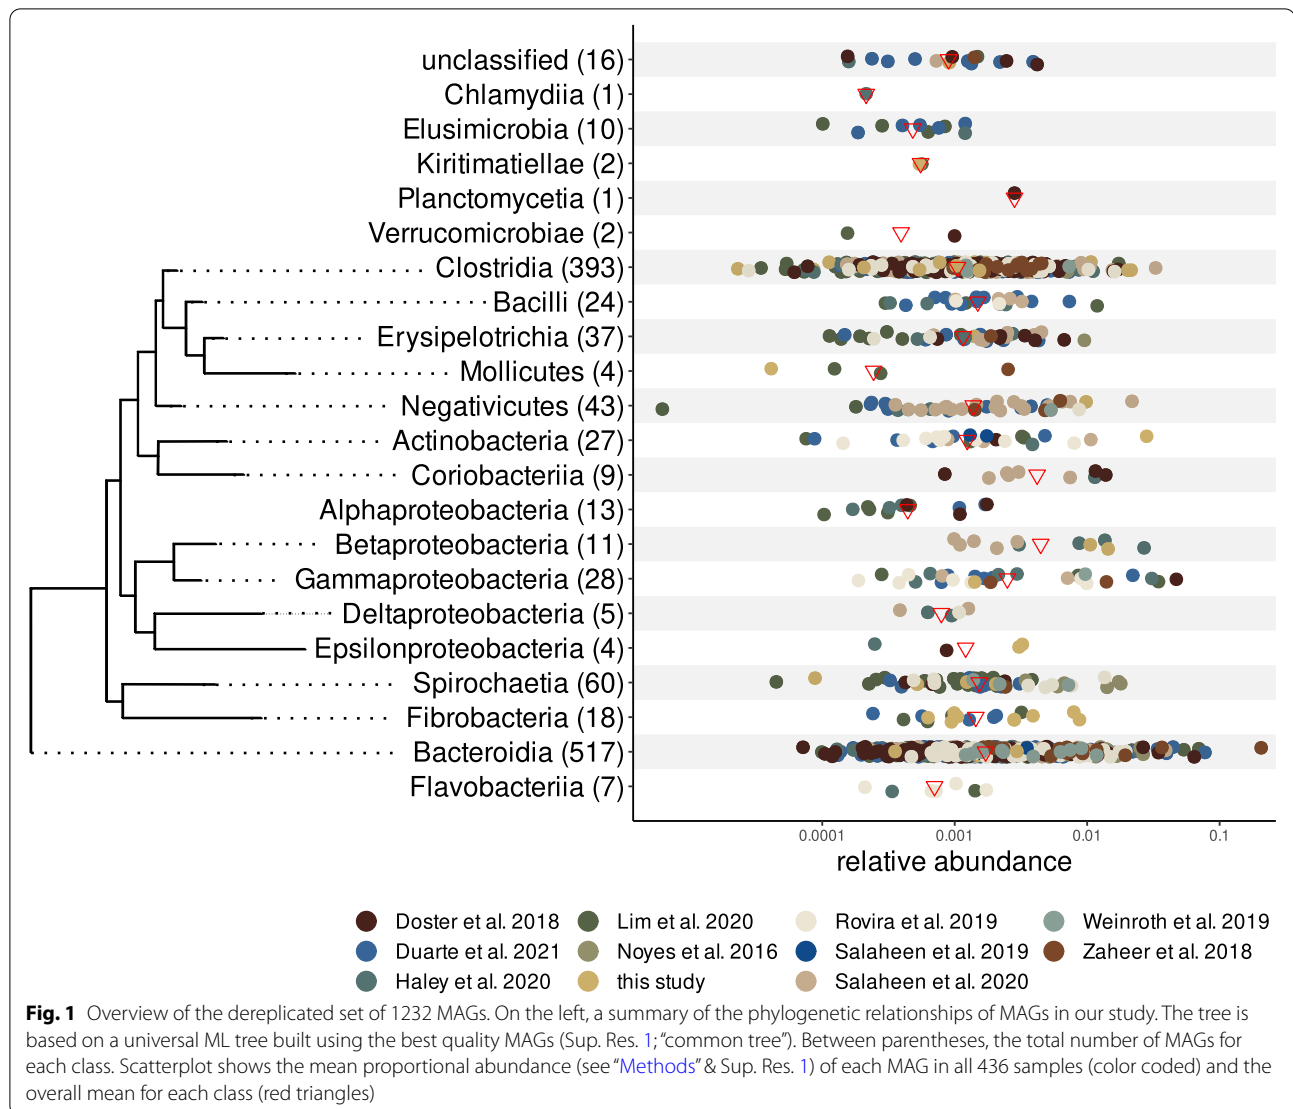 unclassified (16)
Chlamydiia (1)
Elusimicrobia (10)
Kiritimatiellae (2)
Planctomycetia (1)
Verrucomicrobiae (2)
Clostridia (393)
Bacilli (24)
Erysipelotrichia (37)
Mollicutes (4)
Negativicutes (43)
Actinobacteria (27)
Coriobacteriia (9)
Alphaproteobacteria (13)
Betaproteobacteria (11)
Gammaproteobacteria (28)
Deltaproteobacteria (5)
Epsilonproteobacteria (4)
Spirochaetia (60)
Fibrobacteria (18)
Bacteroidia (517)
Flavobacteriia (7)
0.0001 0.001 0.01 0.1
relative abundance
Doster et al. 2018 Lim et al. 2020 Rovira et al. 2019 Weinroth et al. 2019
Duarte et al. 2021 Noyes et al. 2016 Salaheen et al. 2019 Zaheer et al. 2018
Haley et al. 2020 this study Salaheen et al. 2020
Fig. 1 Overview of the dereplicated set of 1232 MAGs. On the left, a summary of the phylogenetic relationships of MAGs in our study. The tree is
based on a universal ML tree built using the best quality MAGs (Sup. Res. 1; “common tree”). Between parentheses, the total number of MAGs for
each class. Scatterplot shows the mean proportional abundance (see “Methods” & Sup. Res. 1) of each MAG in all 436 samples (color coded) and the
overall mean for each class (red triangles)